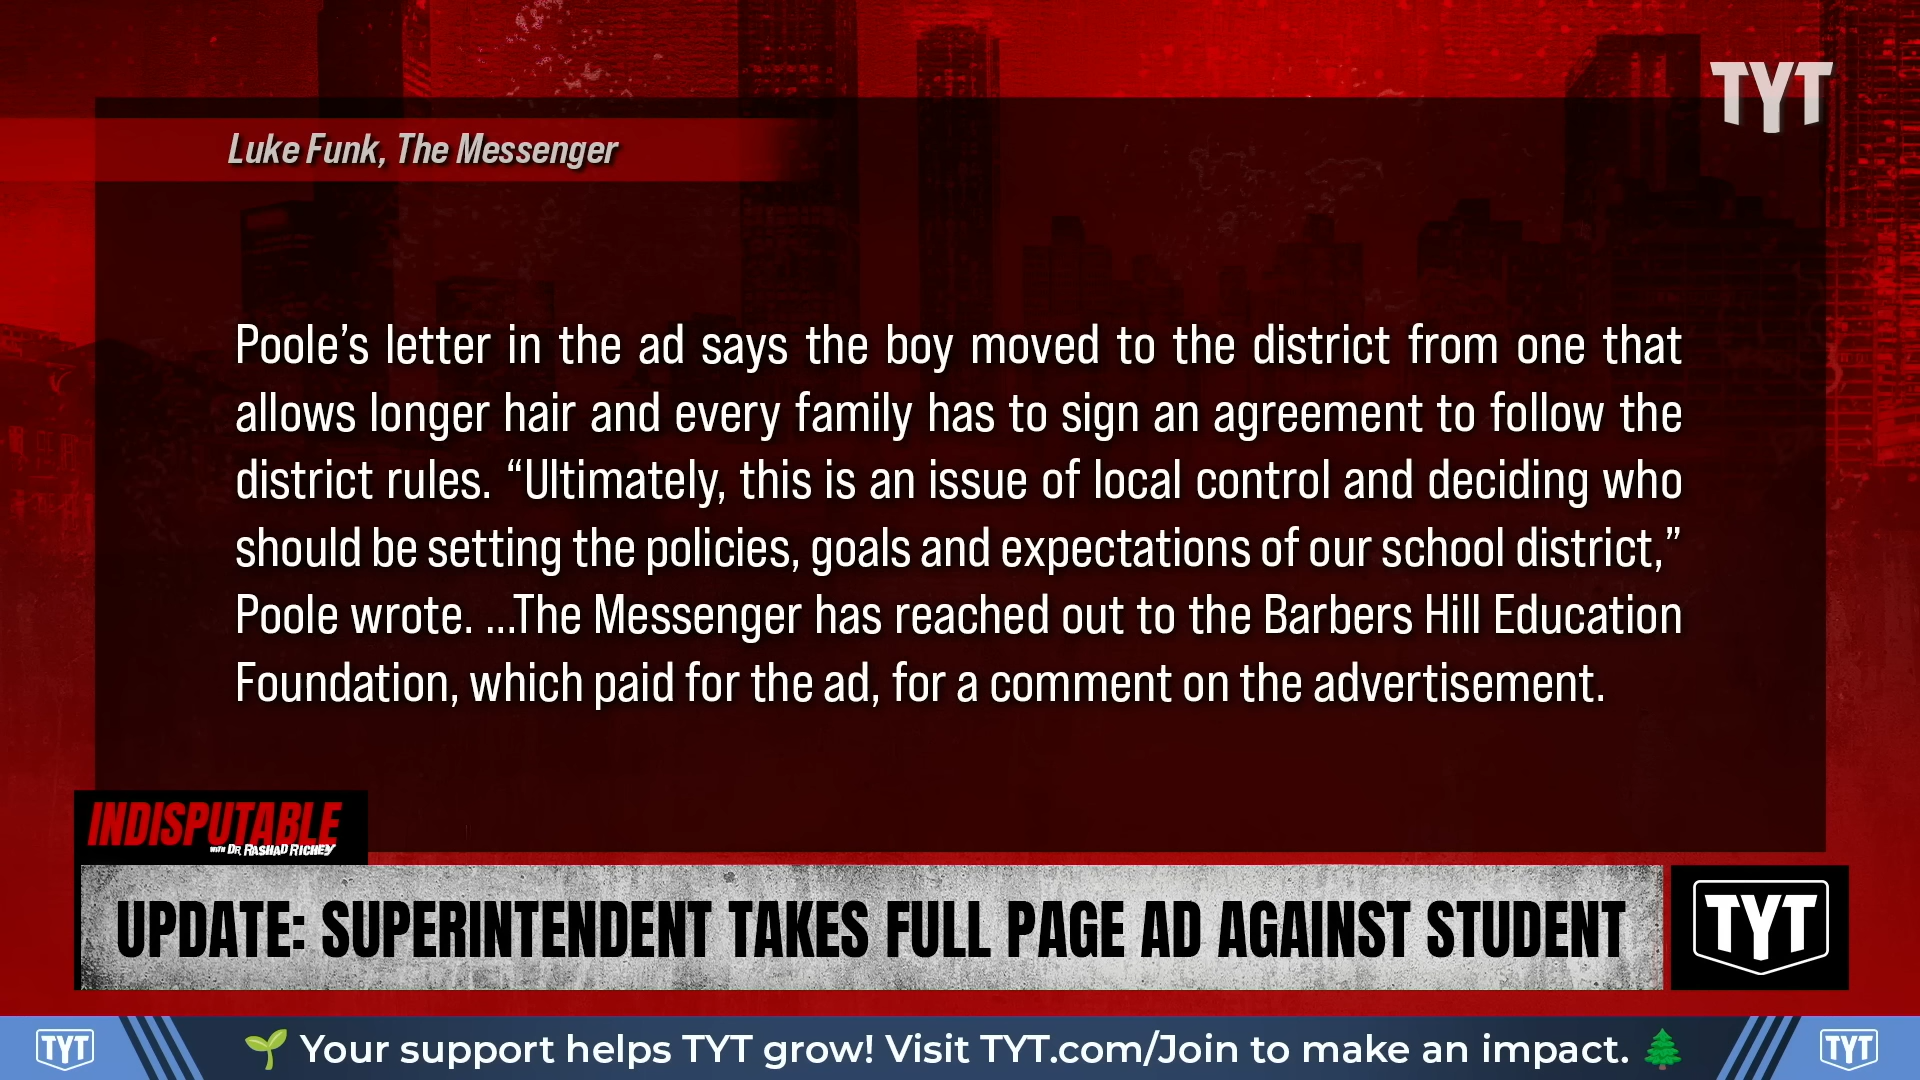 TYT
Luke Funk, The Messenger
Poole’s letter in the ad says the boy moved to the district from one that
allows longer hair and every family has to sign an agreement to follow the
district rules. “Ultimately, this is an issue of local control and deciding who
should be setting the policies, goals and expectations of our school district,”
Poole wrote. ...The Messenger has reached out to the Barbers Hill Education
Foundation, which paid for the ad, for a comment on the advertisement.
INDISPUTABLE
WITH DR RASHAD RICHEY
UPDATE: SUPERINTENDENT TAKES FULL PAGE AD AGAINST STUDENT
TYT
TYT
Your support helps TYT grow! Visit TYT.com/Join to make an impact.
TYT